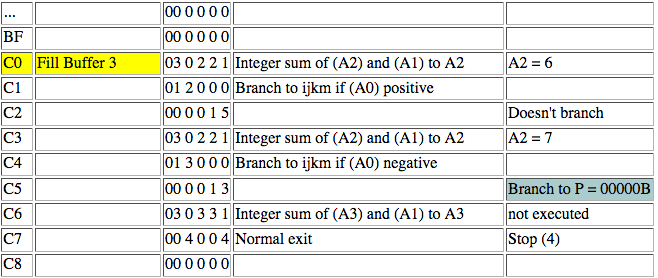 ... 00 0 0 0 0
BF 00 0 0 0 0
C0 Fill Buffer 3 03 0 2 2 1 Integer sum of (A2) and (A1) to A2 A2 = 6
C1 01 2 0 0 0 Branch to ijkm if (A0) positive
C2 00 0 0 1 5 Doesn't branch
C3 03 0 2 2 1 Integer sum of (A2) and (A1) to A2 A2 = 7
C4 01 3 0 0 0 Branch to ijkm if (A0) negative
C5 00 0 0 1 3 Branch to P = 00000B
C6 03 0 3 3 1 Integer sum of (A3) and (A1) to A3 not executed
C7 00 4 0 0 4 Normal exit Stop (4)
C8 00 0 0 0 0